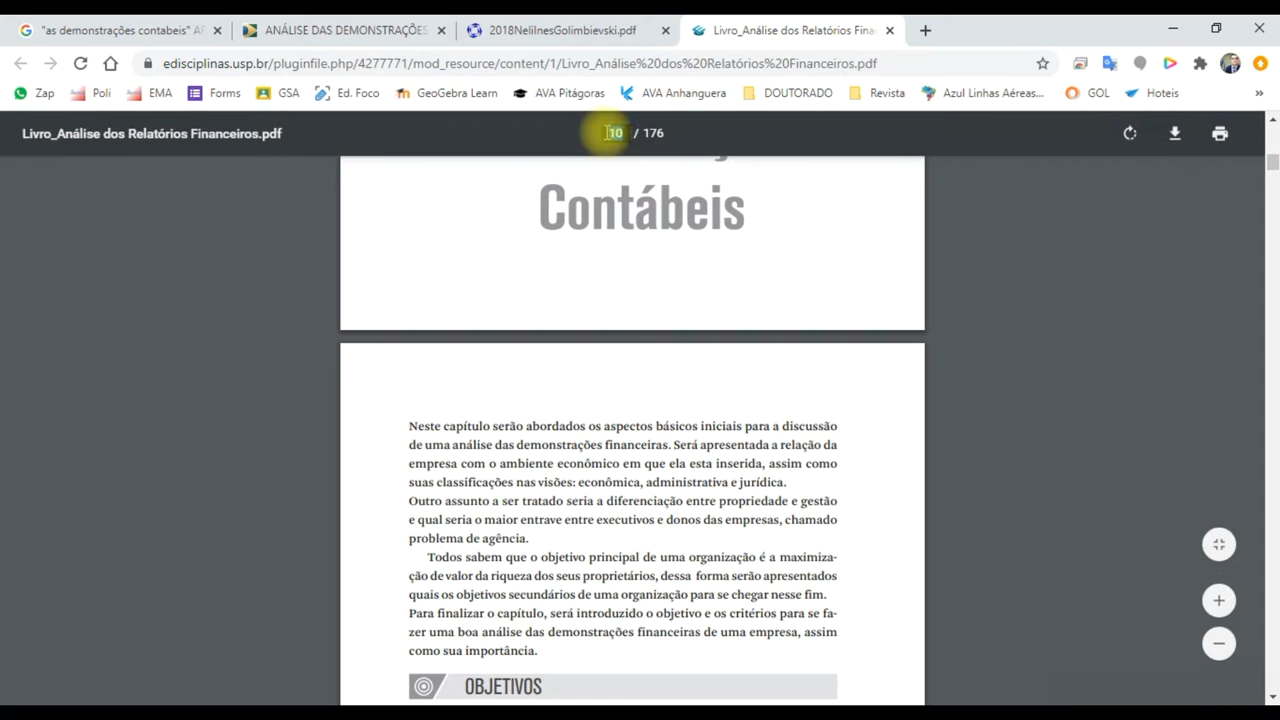 "as demonstrações contabeis" AF
ANÁLISE DAS DEMONSTRAÇÕES
2018NeliInesGolimbievski.pdf
Livro_Análise dos Relatórios Fina
edisciplinas.usp.br/pluginfile.php/4277771/mod_resource/content/1/Livro_Análise%20dos%20Relatórios%20Financeiros.pdf
Zap Poli EMA Forms GSA Ed. Foco GeoGebra Learn AVA Pitágoras AVA Anhanguera DOUTORADO Revista Azul Linhas Aéreas... GOL Hoteis »
Livro_Análise dos Relatórios Financeiros.pdf
10 / 176
Contábeis
Neste capítulo serão abordados os aspectos básicos iniciais para a discussão
de uma análise das demonstrações financeiras. Será apresentada a relação da
empresa com o ambiente econômico em que ela esta inserida, assim como
suas classificações nas visões: econômica, administrativa e jurídica.
Outro assunto a ser tratado seria a diferenciação entre propriedade e gestão
e qual seria o maior entrave entre executivos e donos das empresas, chamado
problema de agência.
Todos sabem que o objetivo principal de uma organização é a maximiza-
ção de valor da riqueza dos seus proprietários, dessa forma serão apresentados
quais os objetivos secundários de uma organização para se chegar nesse fim.
Para finalizar o capítulo, será introduzido o objetivo e os critérios para se fa-
zer uma boa análise das demonstrações financeiras de uma empresa, assim
como sua importância.
OBJETIVOS